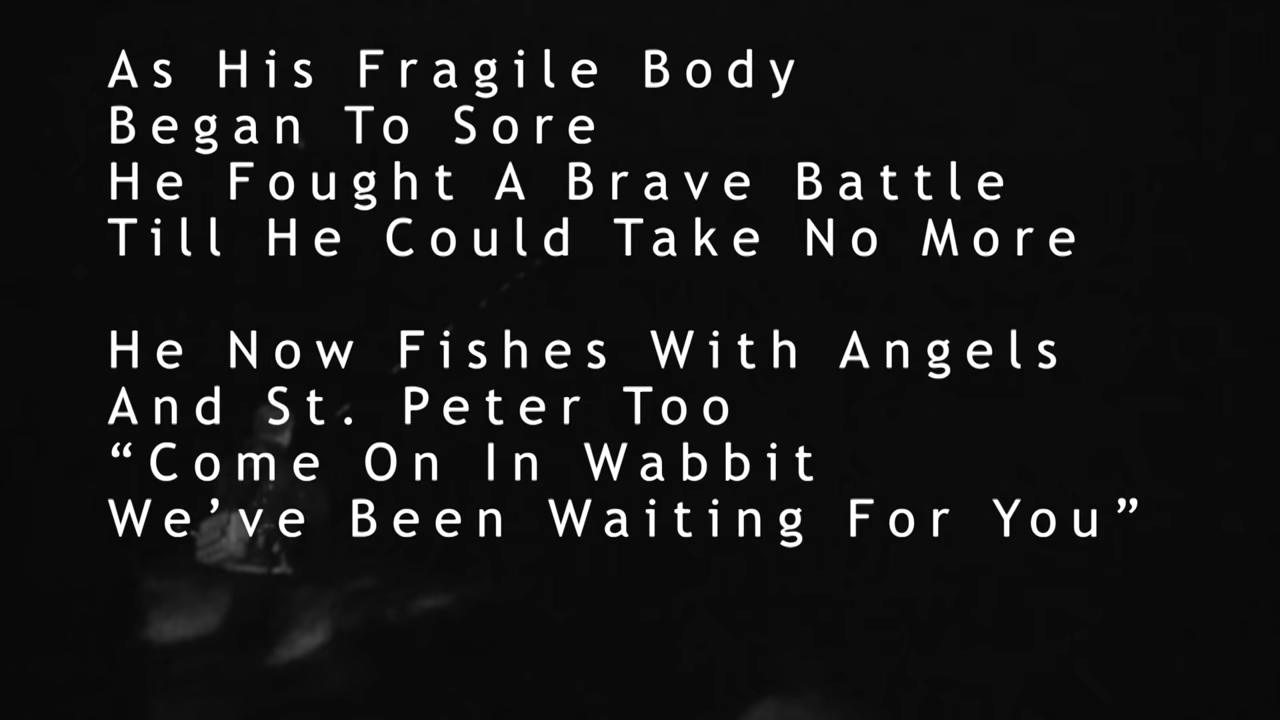 As His Fragile Body
Began To Sore
He Fought A Brave Battle
Till He Could Take No More
He Now Fishes With Angels
And St. Peter Too
“Come On In Wabbit
We’ve Been Waiting For You”